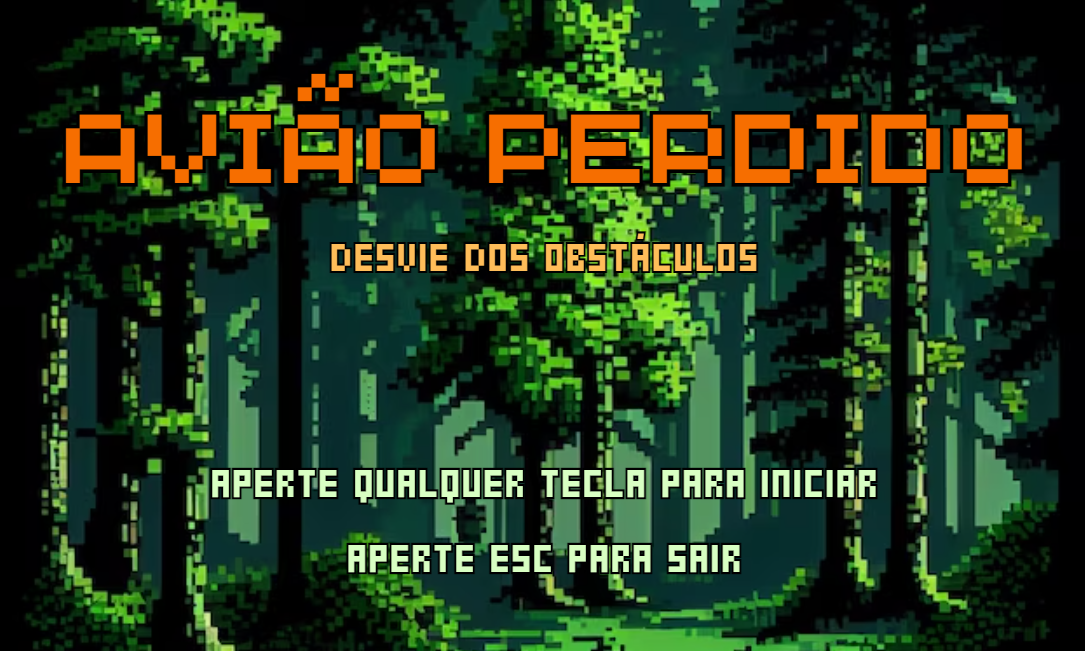 AVIÃO PERDIDO
DESVIE DOS OBSTÁCULOS
APERTE QUALQUER TECLA PARA INICIAR
APERTE ESC PARA SAIR